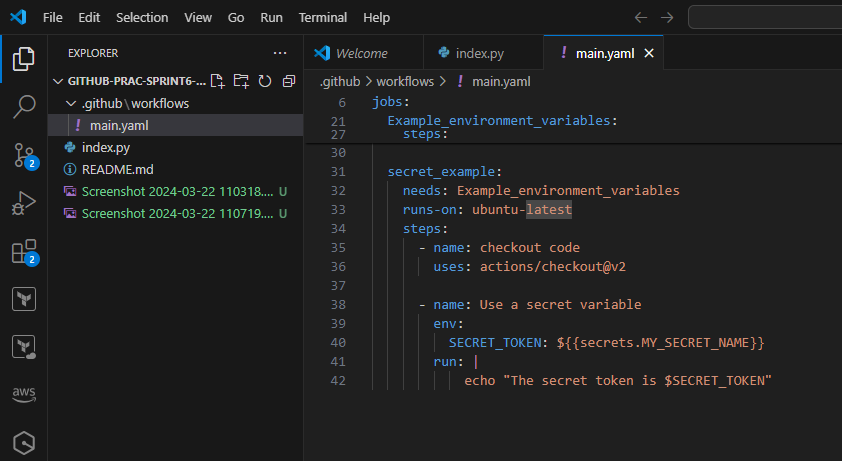 File Edit Selection View Go Run Terminal Help
EXPLORER ...
GITHUB-PRAC-SPRINT6-...
.github\workflows
! main.yaml
index.py
README.md
Screenshot 2024-03-22 110318.... U
Screenshot 2024-03-22 110719.... U
2
2
aws
Welcome index.py ! main.yaml
.github > workflows > ! main.yaml
6 jobs:
21 Example_environment_variables:
27 steps:
30
31 secret_example:
32 needs: Example_environment_variables
33 runs-on: ubuntu-latest
34 steps:
35 - name: checkout code
36 uses: actions/checkout@v2
37
38 - name: Use a secret variable
39 env:
40 SECRET_TOKEN: ${{secrets.MY_SECRET_NAME}}
41 run: |
42 echo "The secret token is $SECRET_TOKEN"